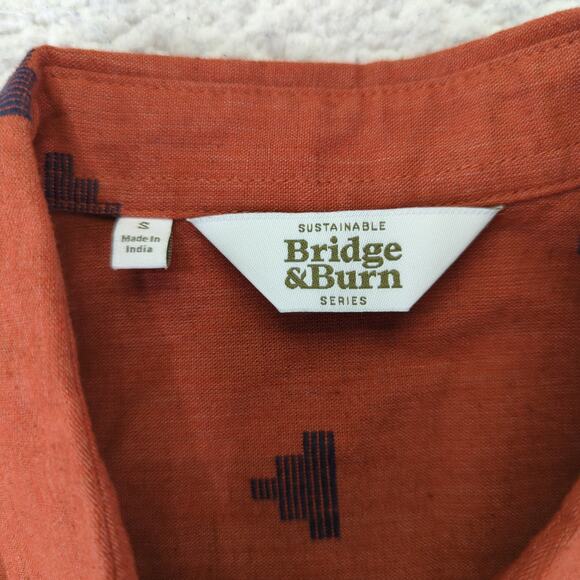 S
Made In
India
SUSTAINABLE
Bridge
&Burn
SERIES